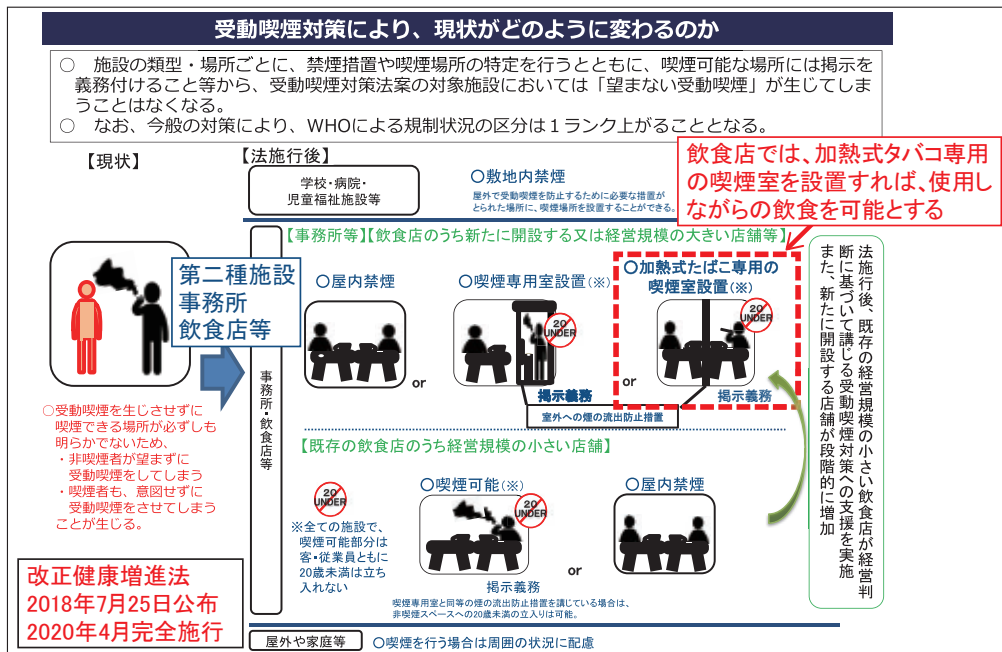 受動喫煙対策により、現状がどのように変わるのか
○　施設の類型・場所ごとに、禁煙措置や喫煙場所の特定を行うとともに、喫煙可能な場所には掲示を
義務付けること等から、受動喫煙対策法案の対象施設においては「望まない受動喫煙」が生じてしま
うことはなくなる。
○　なお、今般の対策により、WHOによる規制状況の区分は１ランク上がることとなる。
飲食店では、加熱式タバコ専用
の喫煙室を設置すれば、使用し
ながらの飲食を可能とする
【現状】
【法施行後】
学校・病院・
児童福祉施設等
○敷地内禁煙
屋外で受動喫煙を防止するために必要な措置が
とられた場所に、喫煙場所を設置することができる。
【事務所等】【飲食店のうち新たに開設する又は経営規模の大きい店舗等】
第二種施設
事務所
飲食店等
○屋内禁煙
○喫煙専用室設置(※)
○加熱式たばこ専用の
喫煙室設置(※)
20
UNDER
20
UNDER
or
or
掲示義務
掲示義務
室外への煙の流出防止措置
事務所・飲食店等
○受動喫煙を生じさせずに
喫煙できる場所が必ずしも
明らかでないため、
・非喫煙者が望まずに
受動喫煙をしてしまう
・喫煙者も、意図せずに
受動喫煙をさせてしまう
ことが生じる。
【既存の飲食店のうち経営規模の小さい店舗】
20
UNDER
※全ての施設で、
喫煙可能部分は
客・従業員ともに
20歳未満は立ち
入れない
○喫煙可能(※)
20
UNDER
掲示義務
or
○屋内禁煙
喫煙専用室と同等の煙の流出防止措置を講じている場合は、
非喫煙スペースへの20歳未満の立入りは可能。
法施行後、既存の経営規模の小さい飲食店が経営判
断に基づいて講じる受動喫煙対策への支援を実施
また、新たに開設する店舗が段階的に増加
改正健康増進法
2018年7月25日公布
2020年4月完全施行
屋外や家庭等
○喫煙を行う場合は周囲の状況に配慮